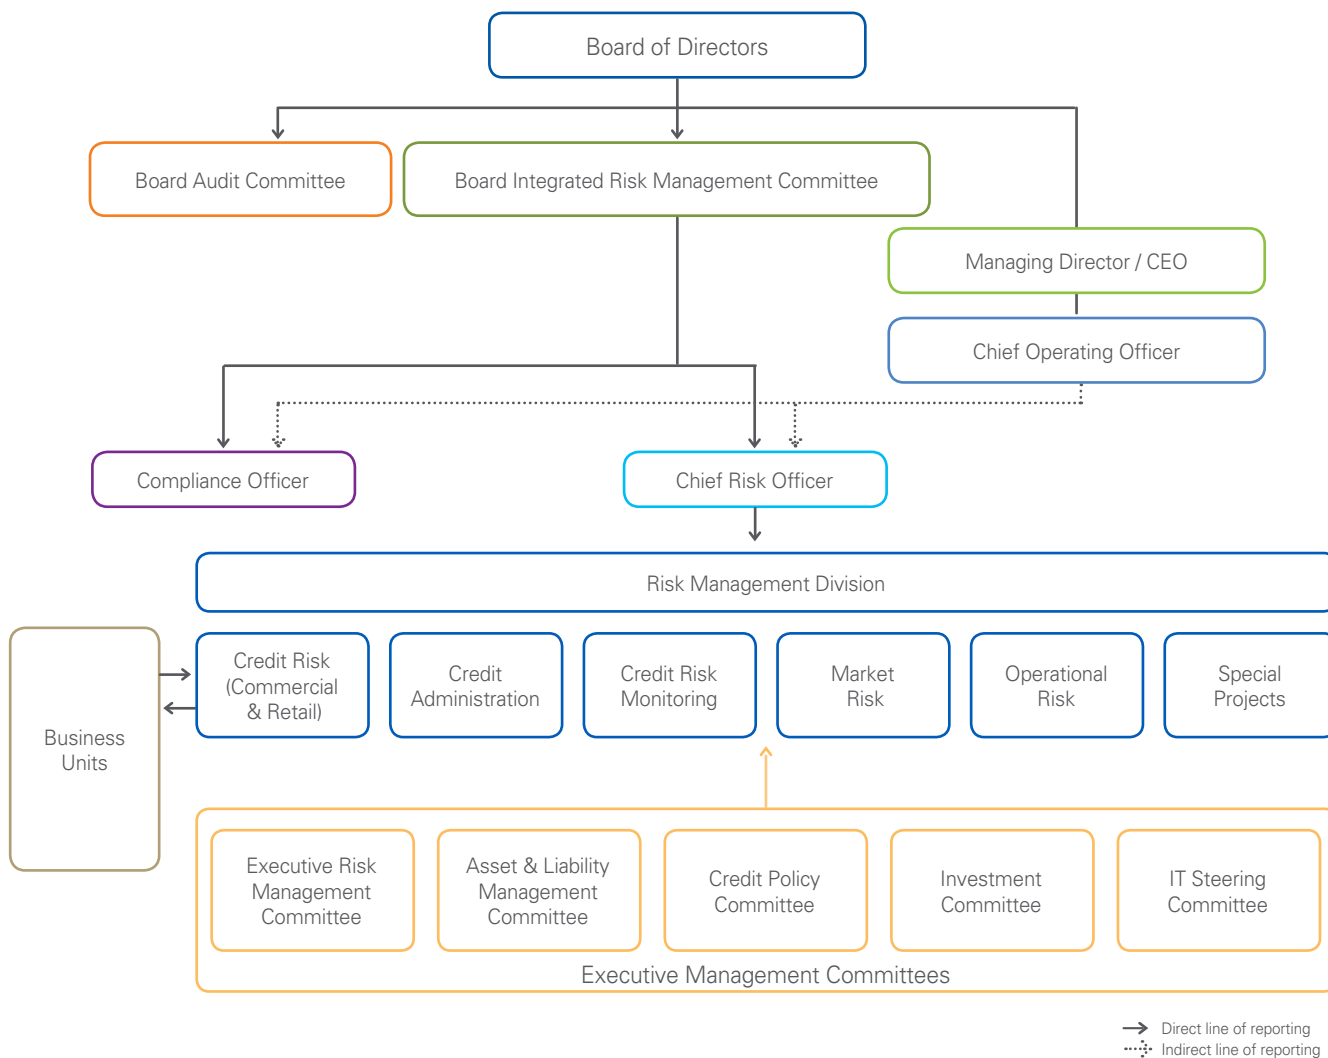 Board of Directors
Board Audit Committee
Board Integrated Risk Management Committee
Managing Director / CEO
Chief Operating Officer
Compliance Officer
Chief Risk Officer
Risk Management Division
Business
Units
Credit Risk
(Commercial
& Retail)
Credit
Administration
Credit Risk
Monitoring
Market
Risk
Operational
Risk
Special
Projects
Executive Risk
Management
Committee
Asset & Liability
Management
Committee
Credit Policy
Committee
Investment
Committee
IT Steering
Committee
Executive Management Committees
Direct line of reporting
Indirect line of reporting